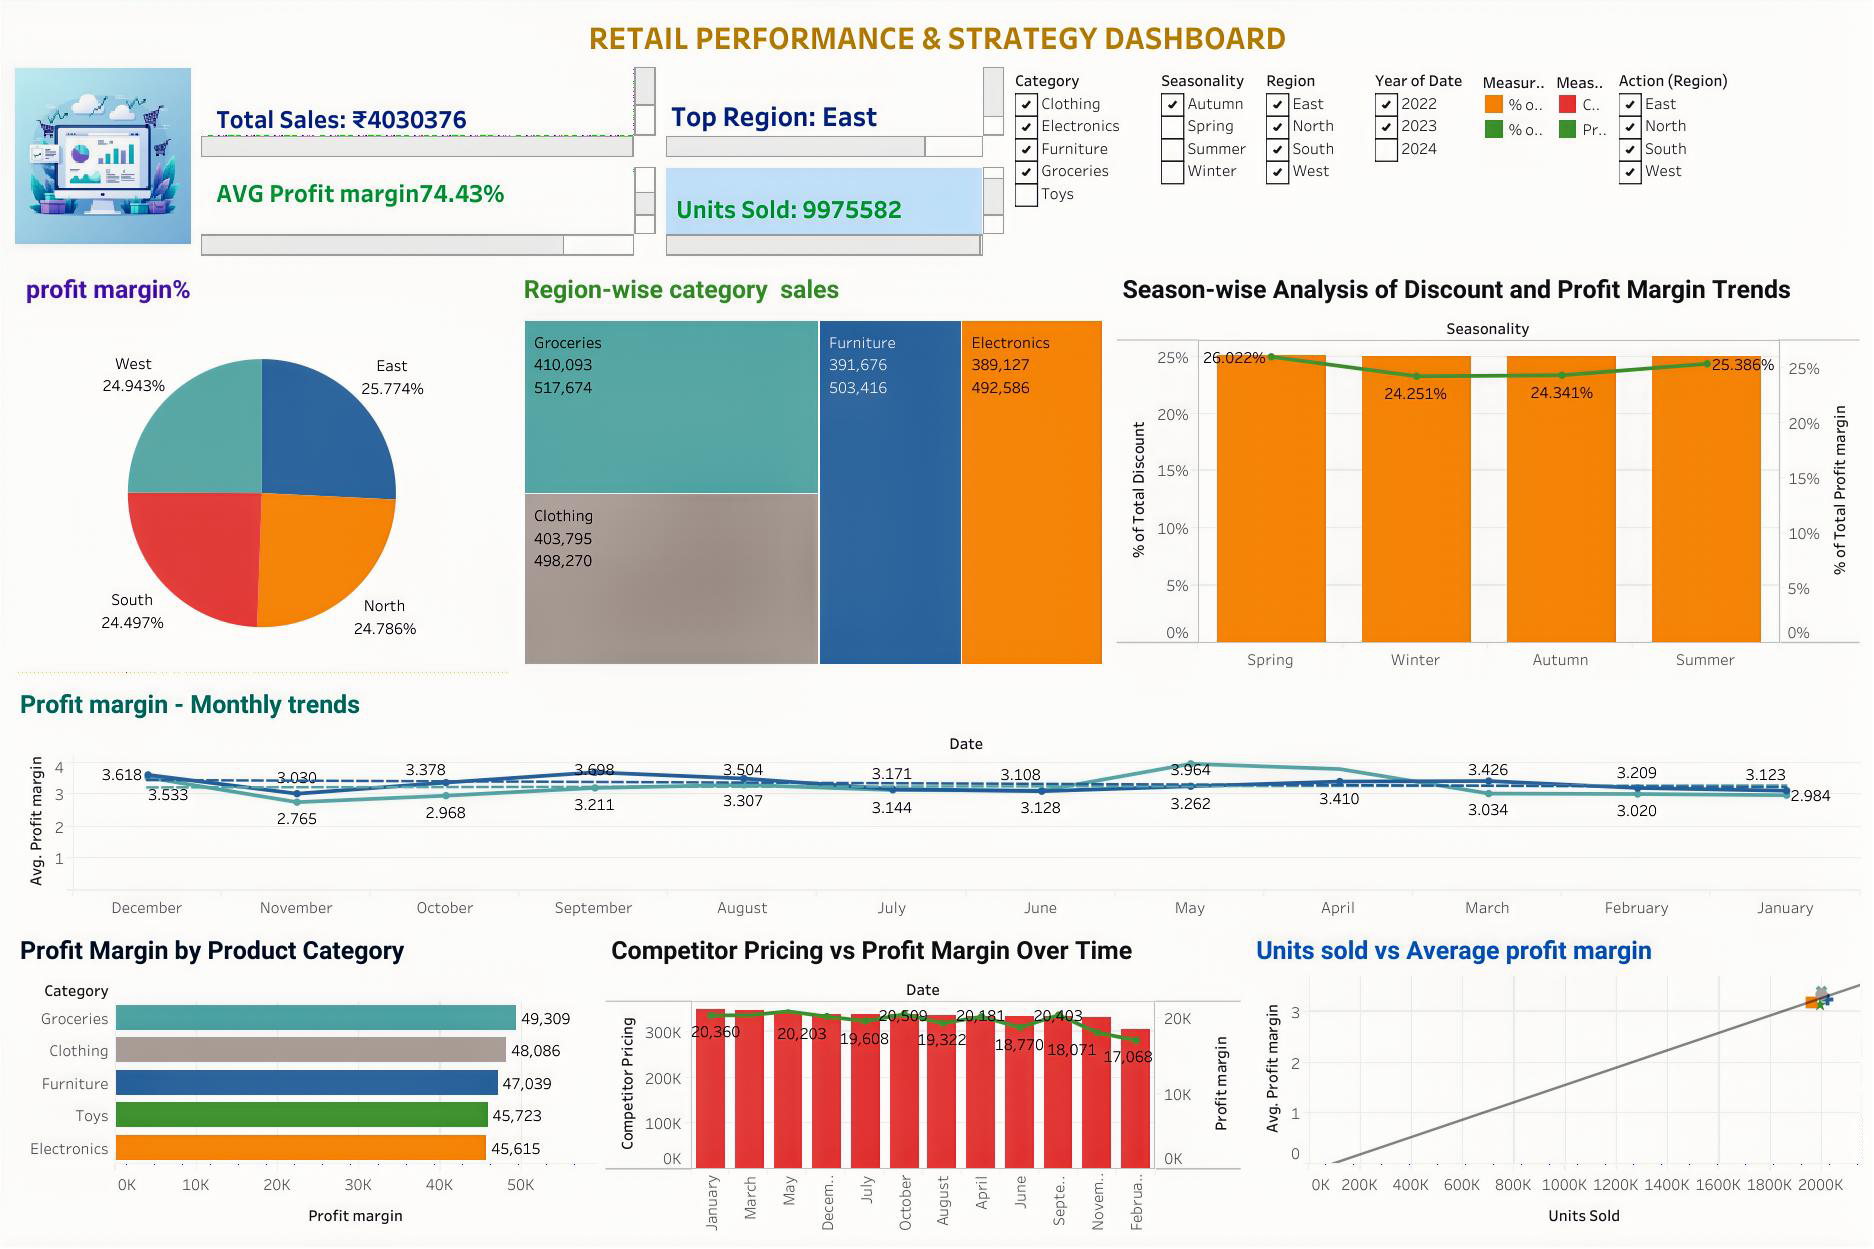 RETAIL PERFORMANCE & STRATEGY DASHBOARD
Total Sales: ₹4030376
Top Region: East
AVG Profit margin74.43%
Units Sold: 9975582
Category
Clothing
Electronics
Furniture
Groceries
Toys
Seasonality
Autumn
Spring
Summer
Winter
Region
East
North
South
West
Year of Date
2022
2023
2024
Measur..
% o..
% o..
Meas..
C..
Pr..
Action (Region)
East
North
South
West
profit margin%
West
24.943%
East
25.774%
South
24.497%
North
24.786%
Region-wise category sales
Groceries
410,093
517,674
Clothing
403,795
498,270
Furniture
391,676
503,416
Electronics
389,127
492,586
Season-wise Analysis of Discount and Profit Margin Trends
Seasonality
% of Total Discount
25%
20%
15%
10%
5%
0%
26.022%
24.251%
24.341%
25.386%
25%
20%
15%
10%
5%
0%
% of Total Profit margin
Spring Winter Autumn Summer
Profit margin - Monthly trends
Date
Avg. Profit margin
4
3
2
1
3.618 3.030 3.378 3.698 3.504 3.171 3.108 3.964 3.426 3.209 3.123
3.533 2.765 2.968 3.211 3.307 3.144 3.128 3.262 3.410 3.034 3.020 2.984
December November October September August July June May April March February January
Profit Margin by Product Category
Category
Groceries 49,309
Clothing 48,086
Furniture 47,039
Toys 45,723
Electronics 45,615
0K 10K 20K 30K 40K 50K
Profit margin
Competitor Pricing vs Profit Margin Over Time
Date
Competitor Pricing
300K
200K
100K
0K
20,360 20,203 19,608 20,509 19,322 20,181 18,770 20,403 18,071 17,068
20K
10K
0K
Profit margin
January March May Decem.. July October August April June Septe.. Novem.. Februa..
Units sold vs Average profit margin
Avg. Profit margin
3
2
1
0
0K 200K 400K 600K 800K 1000K 1200K 1400K 1600K 1800K 2000K
Units Sold